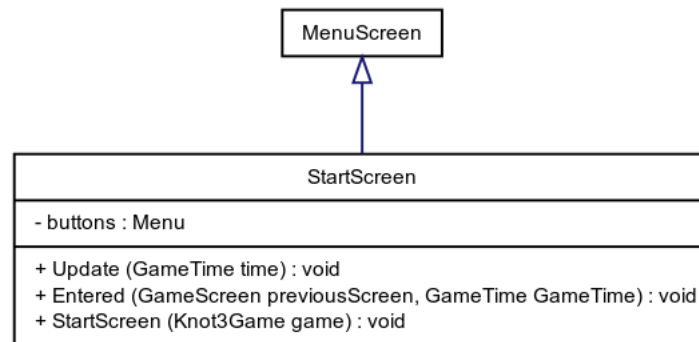 MenuScreen
StartScreen
- buttons : Menu
+ Update (GameTime time) : void
+ Entered (GameScreen previousScreen, GameTime GameTime) : void
+ StartScreen (Knot3Game game) : void